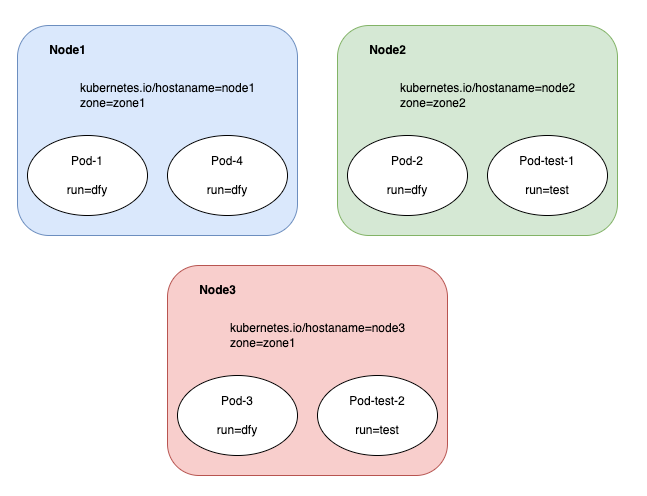 Node1
kubernetes.io/hostaname=node1
zone=zone1
Pod-1
run=dfy
Pod-4
run=dfy
Node2
kubernetes.io/hostaname=node2
zone=zone2
Pod-2
run=dfy
Pod-test-1
run=test
Node3
kubernetes.io/hostaname=node3
zone=zone1
Pod-3
run=dfy
Pod-test-2
run=test